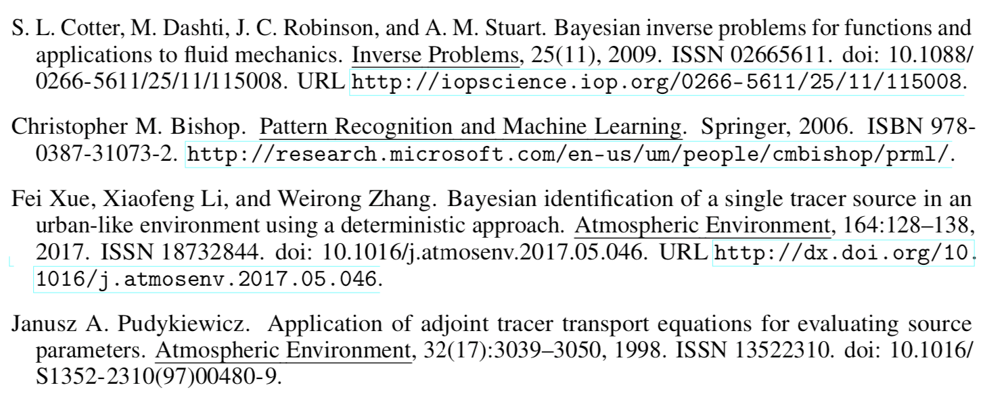 S. L. Cotter, M. Dashti, J. C. Robinson, and A. M. Stuart. Bayesian inverse problems for functions and
applications to fluid mechanics. Inverse Problems, 25(11), 2009. ISSN 02665611. doi: 10.1088/
0266-5611/25/11/115008. URL http://iopscience.iop.org/0266-5611/25/11/115008.
Christopher M. Bishop. Pattern Recognition and Machine Learning. Springer, 2006. ISBN 978-
0387-31073-2. http://research.microsoft.com/en-us/um/people/cmbishop/prml/.
Fei Xue, Xiaofeng Li, and Weirong Zhang. Bayesian identification of a single tracer source in an
urban-like environment using a deterministic approach. Atmospheric Environment, 164:128–138,
2017. ISSN 18732844. doi: 10.1016/j.atmosenv.2017.05.046. URL http://dx.doi.org/10.
1016/j.atmosenv.2017.05.046.
Janusz A. Pudykiewicz. Application of adjoint tracer transport equations for evaluating source
parameters. Atmospheric Environment, 32(17):3039–3050, 1998. ISSN 13522310. doi: 10.1016/
S1352-2310(97)00480-9.